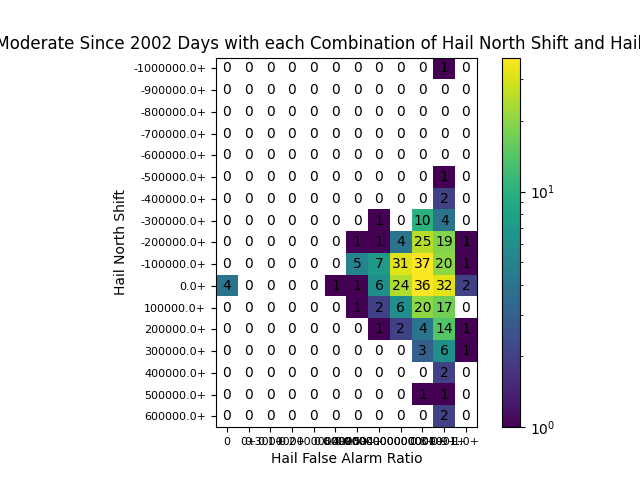 Moderate Since 2002 Days with each Combination of Hail North Shift and Hail
-1000000.0+ 0 0 0 0 0 0 0 0 0 0 1 0
-900000.0+ 0 0 0 0 0 0 0 0 0 0 0 0
-800000.0+ 0 0 0 0 0 0 0 0 0 0 0 0
-700000.0+ 0 0 0 0 0 0 0 0 0 0 0 0
-600000.0+ 0 0 0 0 0 0 0 0 0 0 0 0
-500000.0+ 0 0 0 0 0 0 0 0 0 0 1 0
-400000.0+ 0 0 0 0 0 0 0 0 0 0 2 0
-300000.0+ 0 0 0 0 0 0 0 1 0 10 4 0
-200000.0+ 0 0 0 0 0 0 1 1 4 25 19 1
-100000.0+ 0 0 0 0 0 0 5 7 31 37 20 1
0.0+ 4 0 0 0 0 1 1 6 24 36 32 2
100000.0+ 0 0 0 0 0 0 1 2 6 20 17 0
200000.0+ 0 0 0 0 0 0 0 1 2 4 14 1
300000.0+ 0 0 0 0 0 0 0 0 0 3 6 1
400000.0+ 0 0 0 0 0 0 0 0 0 0 2 0
500000.0+ 0 0 0 0 0 0 0 0 0 1 1 0
600000.0+ 0 0 0 0 0 0 0 0 0 0 2 0
0
Hail False Alarm Ratio
Hail North Shift
10¹
10⁰